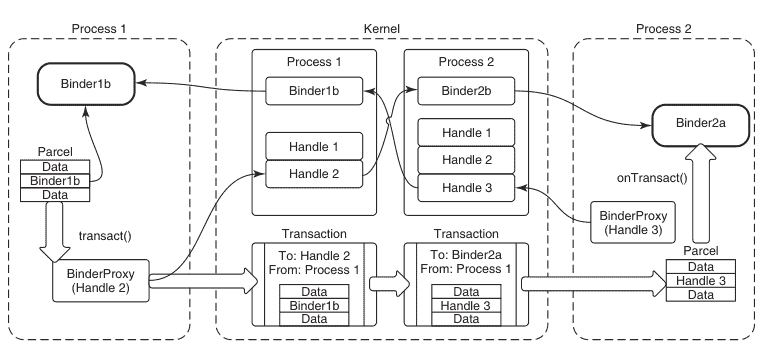 Process 1
Kernel
Process 2
Binder1b
Parcel
Data
Binder1b
Data
transact()
BinderProxy
(Handle 2)
Process 1
Binder1b
Handle 1
Handle 2
Process 2
Binder2b
Handle 1
Handle 2
Handle 3
Transaction
To: Handle 2
From: Process 1
Data
Binder1b
Data
Transaction
To: Binder2a
From: Process 1
Data
Handle 3
Data
Binder2a
onTransact()
BinderProxy
(Handle 3)
Parcel
Data
Handle 3
Data